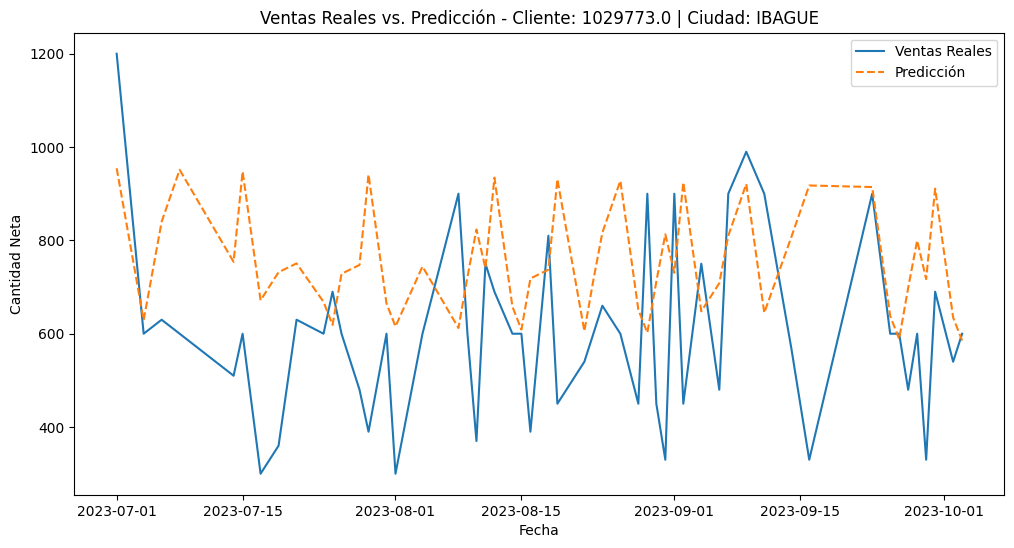 Ventas Reales vs. Predicción - Cliente: 1029773.0 | Ciudad: IBAGUE
Ventas Reales
Predicción
Cantidad Neta
1200
1000
800
600
400
2023-07-01
2023-07-15
2023-08-01
2023-08-15
2023-09-01
2023-09-15
2023-10-01
Fecha